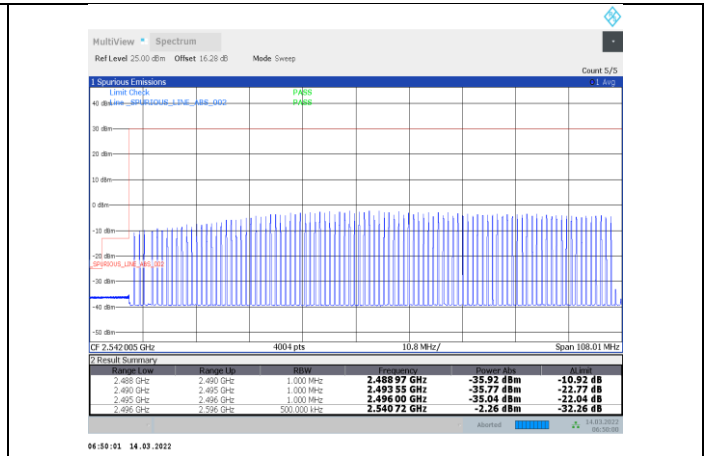 MultiView Spectrum
Ref Level 25.00 dBm Offset 16.28 dB Mode Sweep
Count 5/5
1 Spurious Emissions 1 Avg
Limit Check PASS
40 dBm Line _SPURIOUS_LINE_ABS_002 PASS
30 dBm
20 dBm
10 dBm
0 dBm
-10 dBm
-20 dBm
_SPURIOUS_LINE_ABS_002
-30 dBm
-40 dBm
-50 dBm
CF 2.542005 GHz 4004 pts 10.8 MHz/ Span 108.01 MHz
2 Result Summary
Range Low Range Up RBW Frequency Power Abs ΔLimit
2.488 GHz 2.490 GHz 1.000 MHz 2.488 97 GHz -35.92 dBm -10.92 dB
2.490 GHz 2.495 GHz 1.000 MHz 2.493 55 GHz -35.77 dBm -22.77 dB
2.495 GHz 2.496 GHz 1.000 MHz 2.496 00 GHz -35.04 dBm -22.04 dB
2.496 GHz 2.596 GHz 500.000 kHz 2.540 72 GHz -2.26 dBm -32.26 dB
Aborted 14.03.2022
06:50:00
06:50:01 14.03.2022